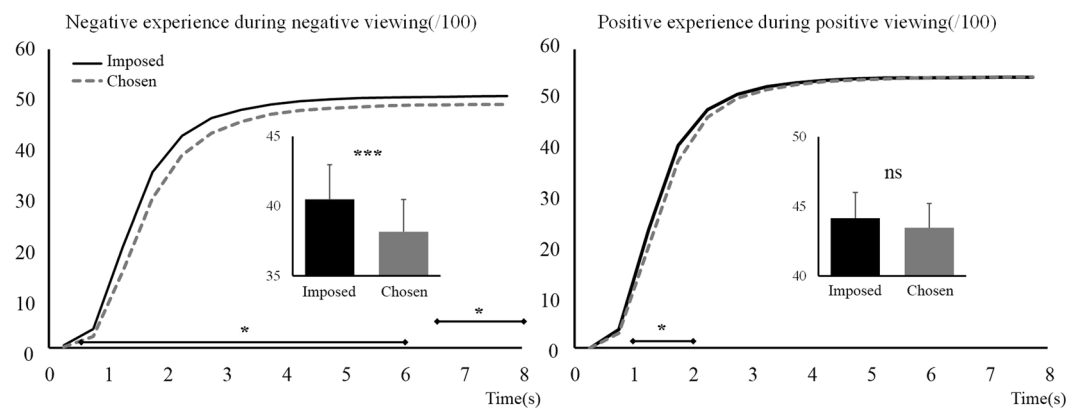 Negative experience during negative viewing(/100)
60
50
40
30
20
10
0
Imposed
Chosen
45
40
35
***
Imposed
Chosen
*
*
0 1 2 3 4 5 6 7 8
Time(s)
Positive experience during positive viewing(/100)
60
50
40
30
20
10
0
50
45
40
ns
Imposed
Chosen
*
0 1 2 3 4 5 6 7 8
Time(s)